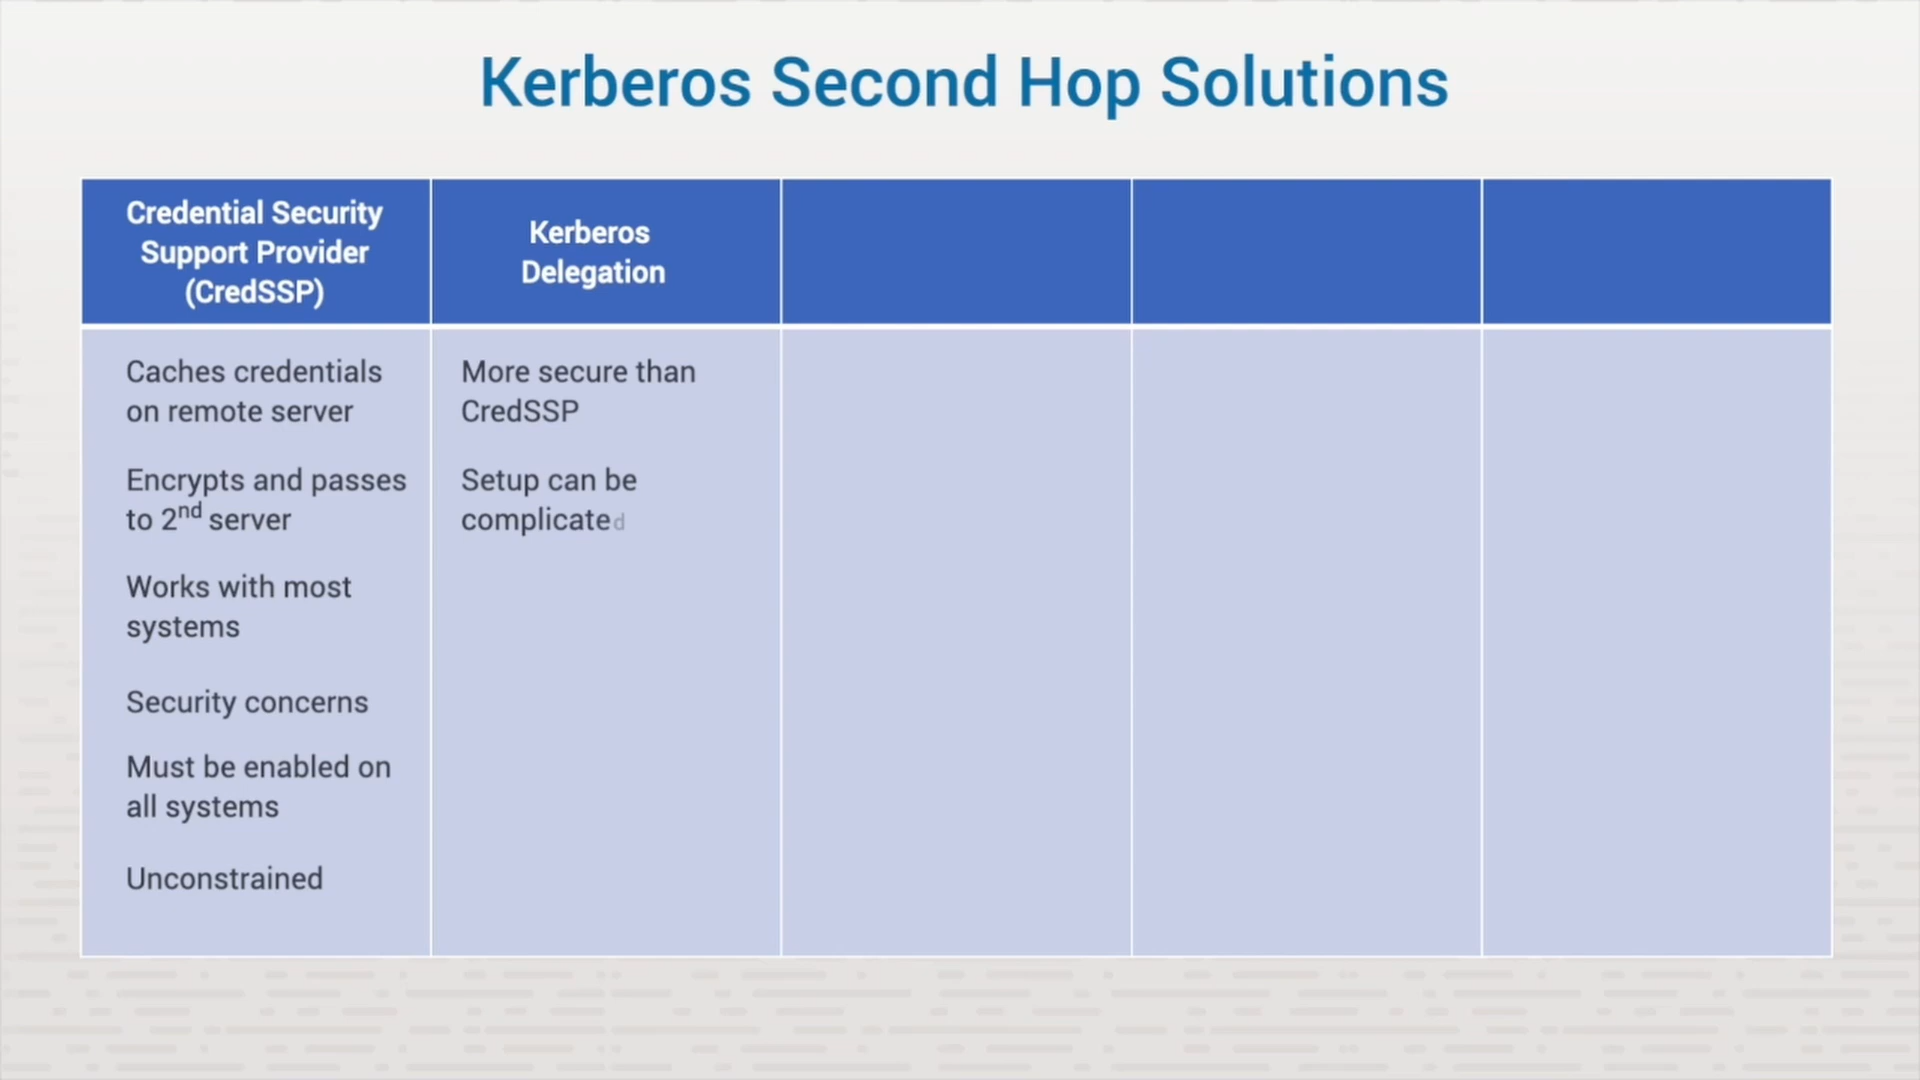 Kerberos Second Hop Solutions
Credential Security
Support Provider
(CredSSP)
Kerberos
Delegation
Caches credentials
on remote server
Encrypts and passes
to 2nd server
Works with most
systems
Security concerns
Must be enabled on
all systems
Unconstrained
More secure than
CredSSP
Setup can be
complicated